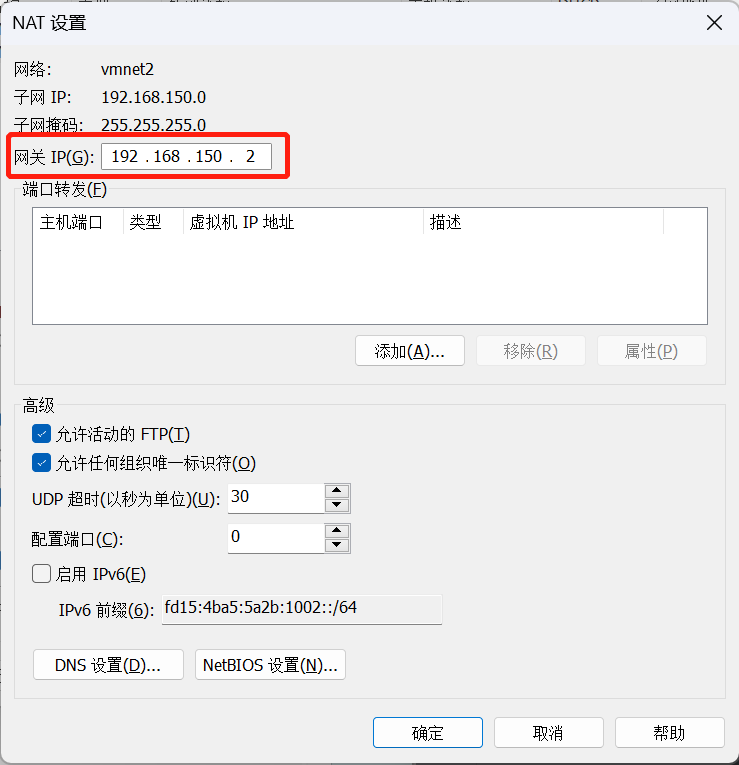 NAT 设置
网络: vmnet2
子网 IP: 192.168.150.0
子网掩码: 255.255.255.0
网关 IP(G): 192 . 168 . 150 . 2
端口转发(F)
主机端口 类型 虚拟机 IP 地址 描述
添加(A)... 移除(R) 属性(P)
高级
允许活动的 FTP(T)
允许任何组织唯一标识符(O)
UDP 超时(以秒为单位)(U): 30
配置端口(C): 0
启用 IPv6(E)
IPv6 前缀(6): fd15:4ba5:5a2b:1002::/64
DNS 设置(D)... NetBIOS 设置(N)...
确定 取消 帮助